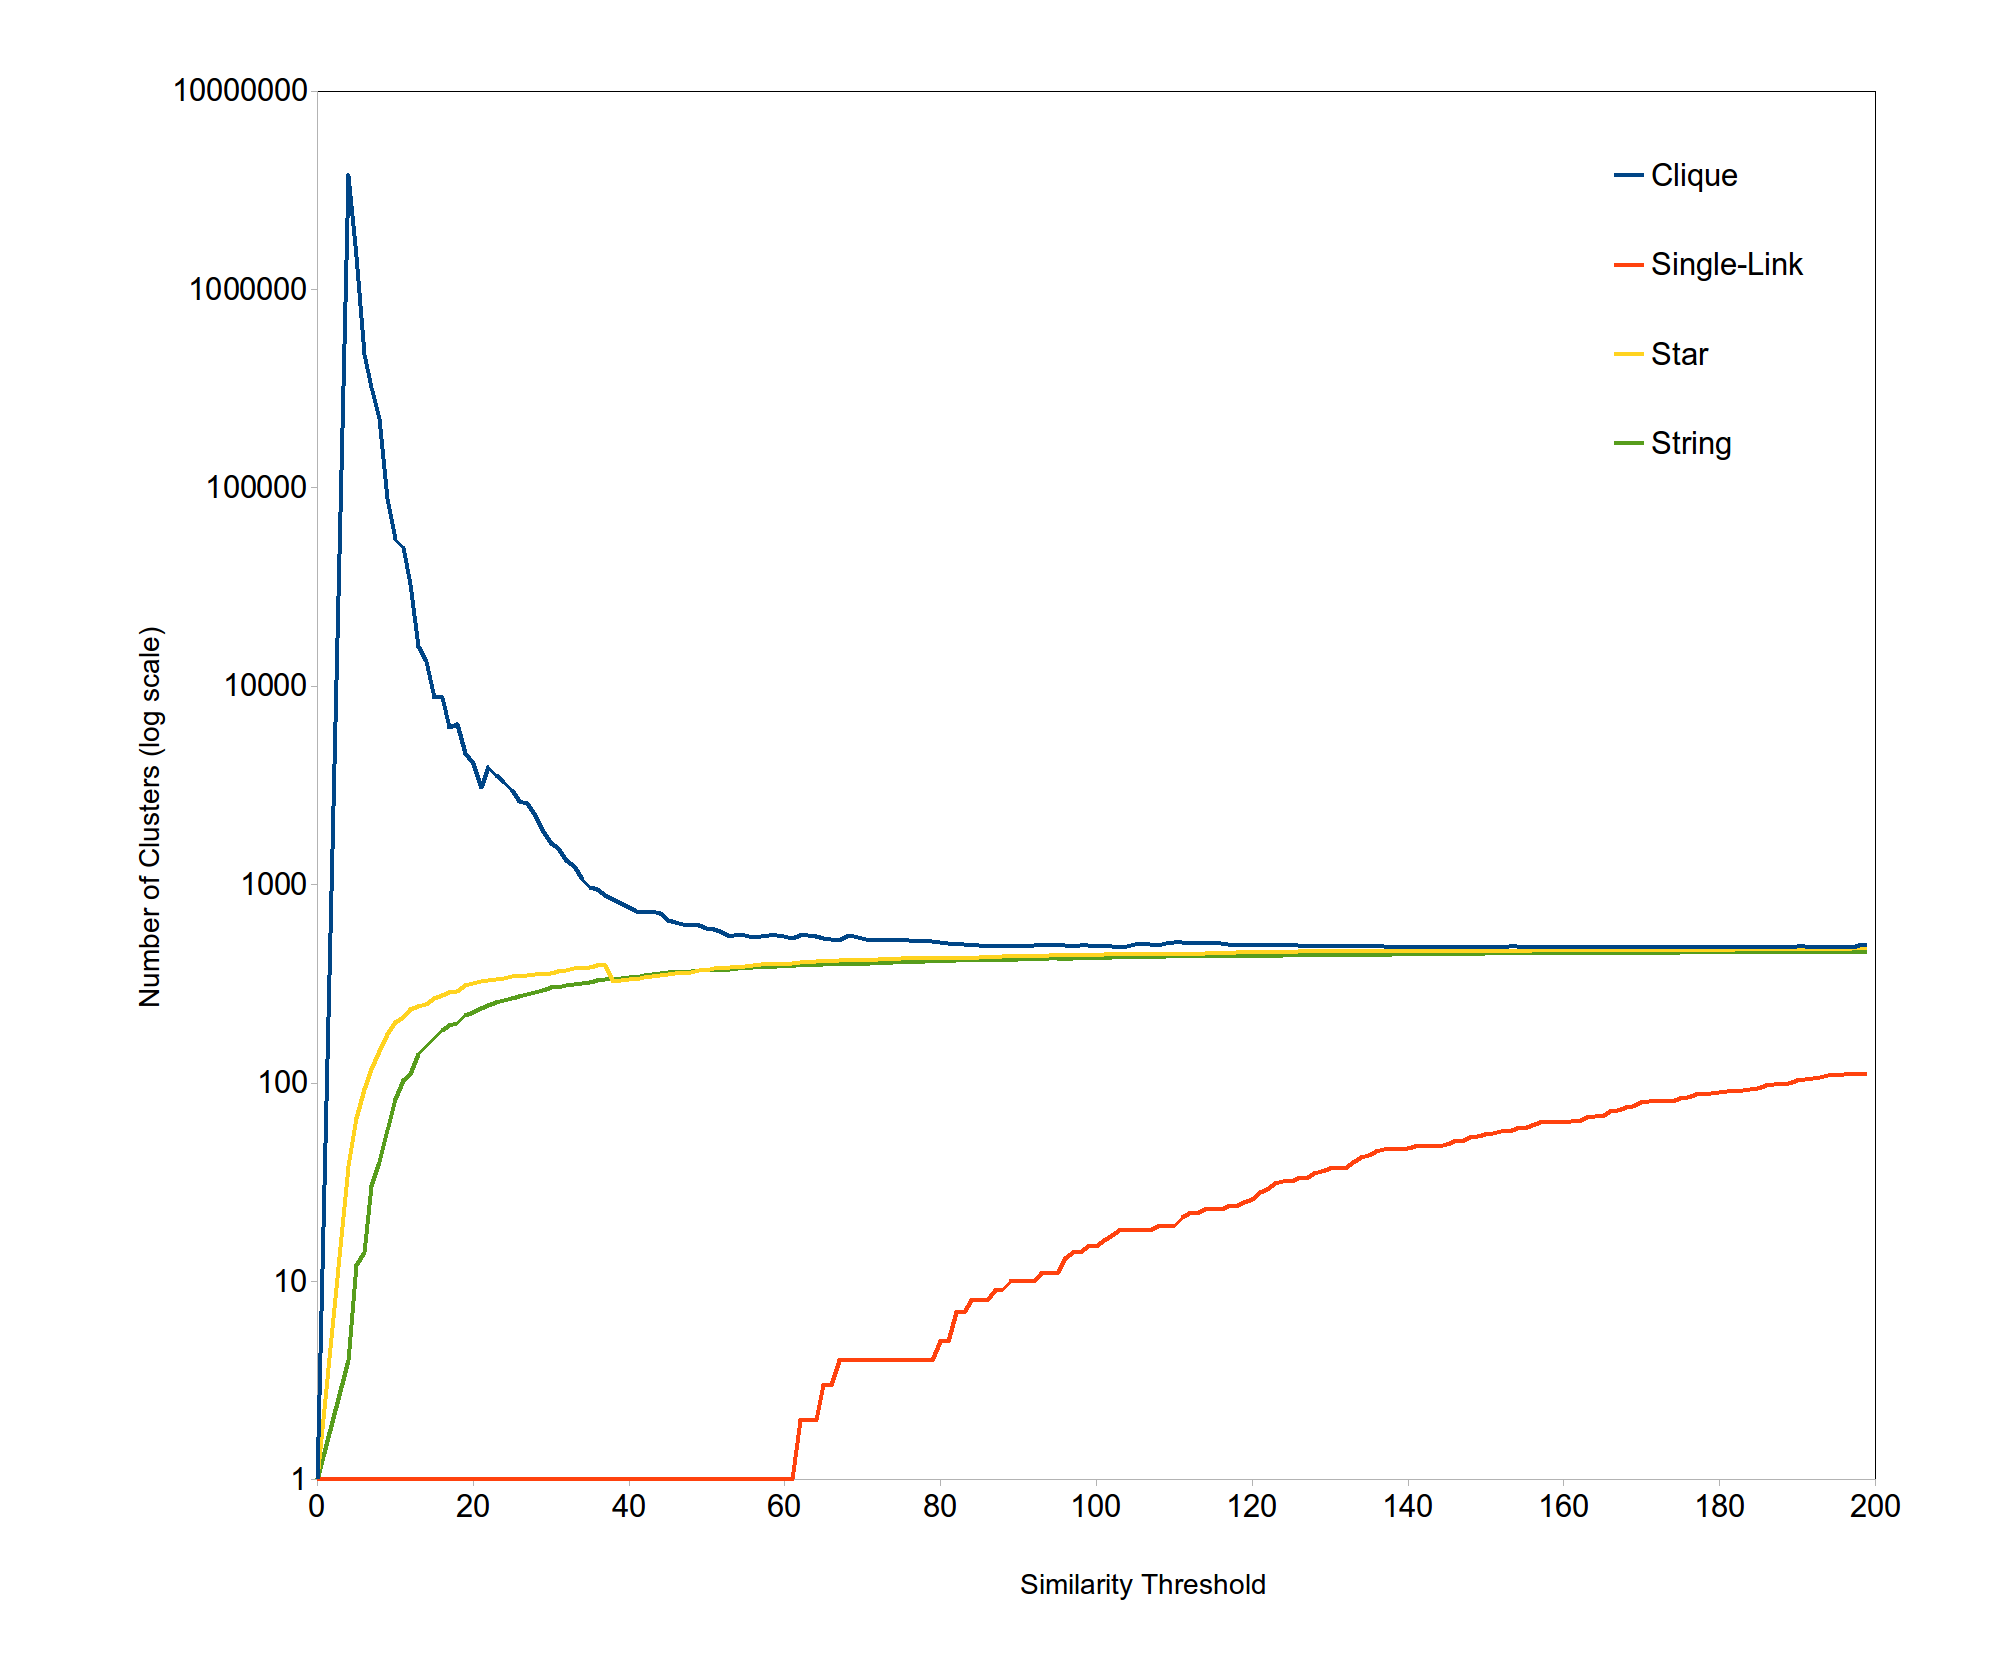 10000000
1000000
100000
10000
1000
100
10
1
Number of Clusters (log scale)
Clique
Single-Link
Star
String
0 20 40 60 80 100 120 140 160 180 200
Similarity Threshold